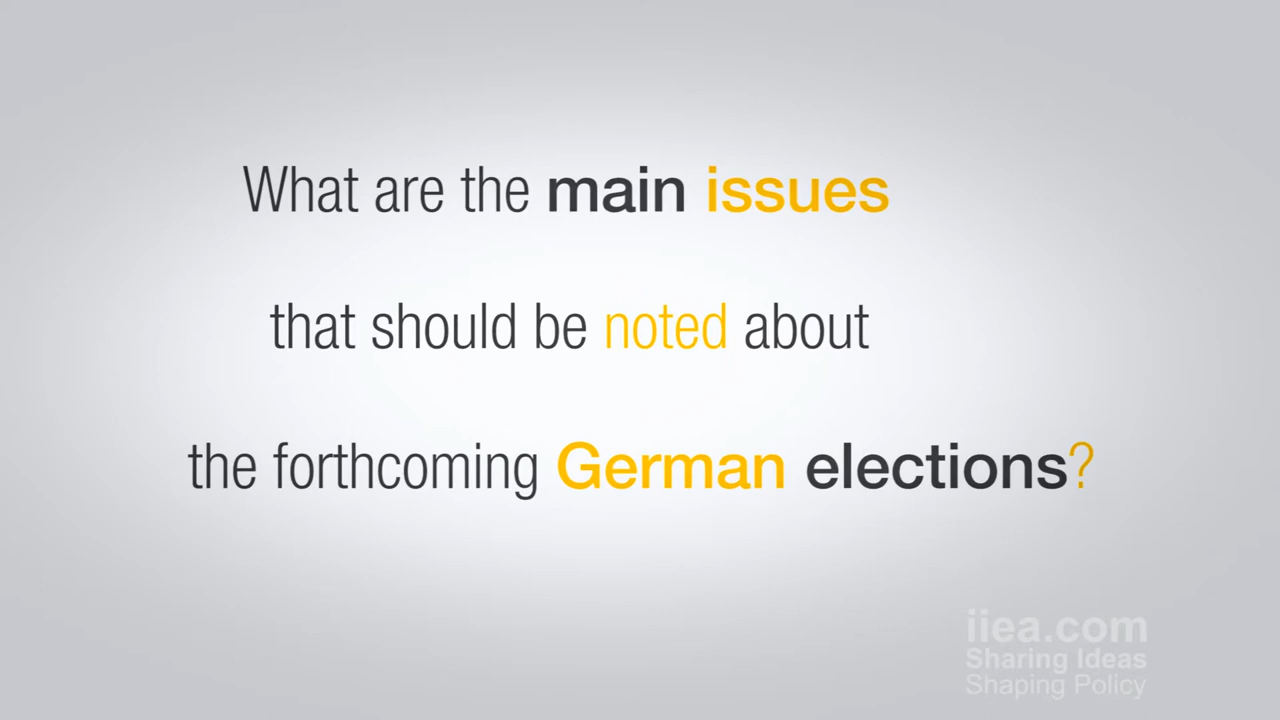 What are the main issues
that should be noted about
the forthcoming German elections?
iiea.com
Sharing Ideas
Shaping Policy